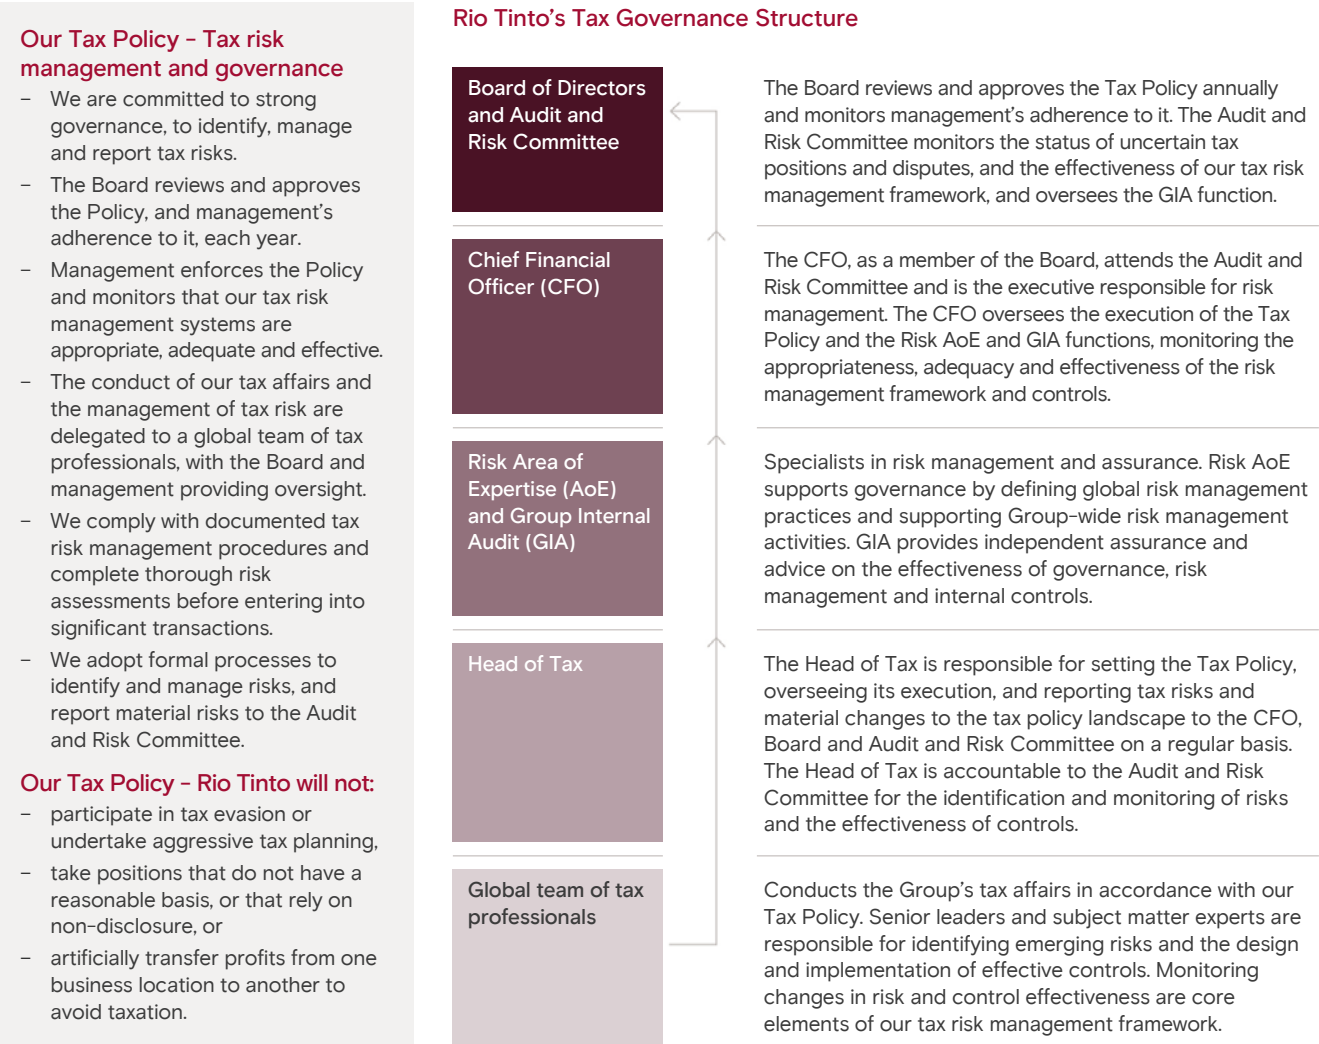 Our Tax Policy – Tax risk
management and governance
– We are committed to strong
governance, to identify, manage
and report tax risks.
– The Board reviews and approves
the Policy, and management’s
adherence to it, each year.
– Management enforces the Policy
and monitors that our tax risk
management systems are
appropriate, adequate and effective.
– The conduct of our tax affairs and
the management of tax risk are
delegated to a global team of tax
professionals, with the Board and
management providing oversight.
– We comply with documented tax
risk management procedures and
complete thorough risk
assessments before entering into
significant transactions.
– We adopt formal processes to
identify and manage risks, and
report material risks to the Audit
and Risk Committee.
Our Tax Policy – Rio Tinto will not:
– participate in tax evasion or
undertake aggressive tax planning,
– take positions that do not have a
reasonable basis, or that rely on
non-disclosure, or
– artificially transfer profits from one
business location to another to
avoid taxation.
Rio Tinto’s Tax Governance Structure
Board of Directors
and Audit and
Risk Committee
The Board reviews and approves the Tax Policy annually
and monitors management’s adherence to it. The Audit and
Risk Committee monitors the status of uncertain tax
positions and disputes, and the effectiveness of our tax risk
management framework, and oversees the GIA function.
Chief Financial
Officer (CFO)
The CFO, as a member of the Board, attends the Audit and
Risk Committee and is the executive responsible for risk
management. The CFO oversees the execution of the Tax
Policy and the Risk AoE and GIA functions, monitoring the
appropriateness, adequacy and effectiveness of the risk
management framework and controls.
Risk Area of
Expertise (AoE)
and Group Internal
Audit (GIA)
Specialists in risk management and assurance. Risk AoE
supports governance by defining global risk management
practices and supporting Group-wide risk management
activities. GIA provides independent assurance and
advice on the effectiveness of governance, risk
management and internal controls.
Head of Tax
The Head of Tax is responsible for setting the Tax Policy,
overseeing its execution, and reporting tax risks and
material changes to the tax policy landscape to the CFO,
Board and Audit and Risk Committee on a regular basis.
The Head of Tax is accountable to the Audit and Risk
Committee for the identification and monitoring of risks
and the effectiveness of controls.
Global team of tax
professionals
Conducts the Group’s tax affairs in accordance with our
Tax Policy. Senior leaders and subject matter experts are
responsible for identifying emerging risks and the design
and implementation of effective controls. Monitoring
changes in risk and control effectiveness are core
elements of our tax risk management framework.